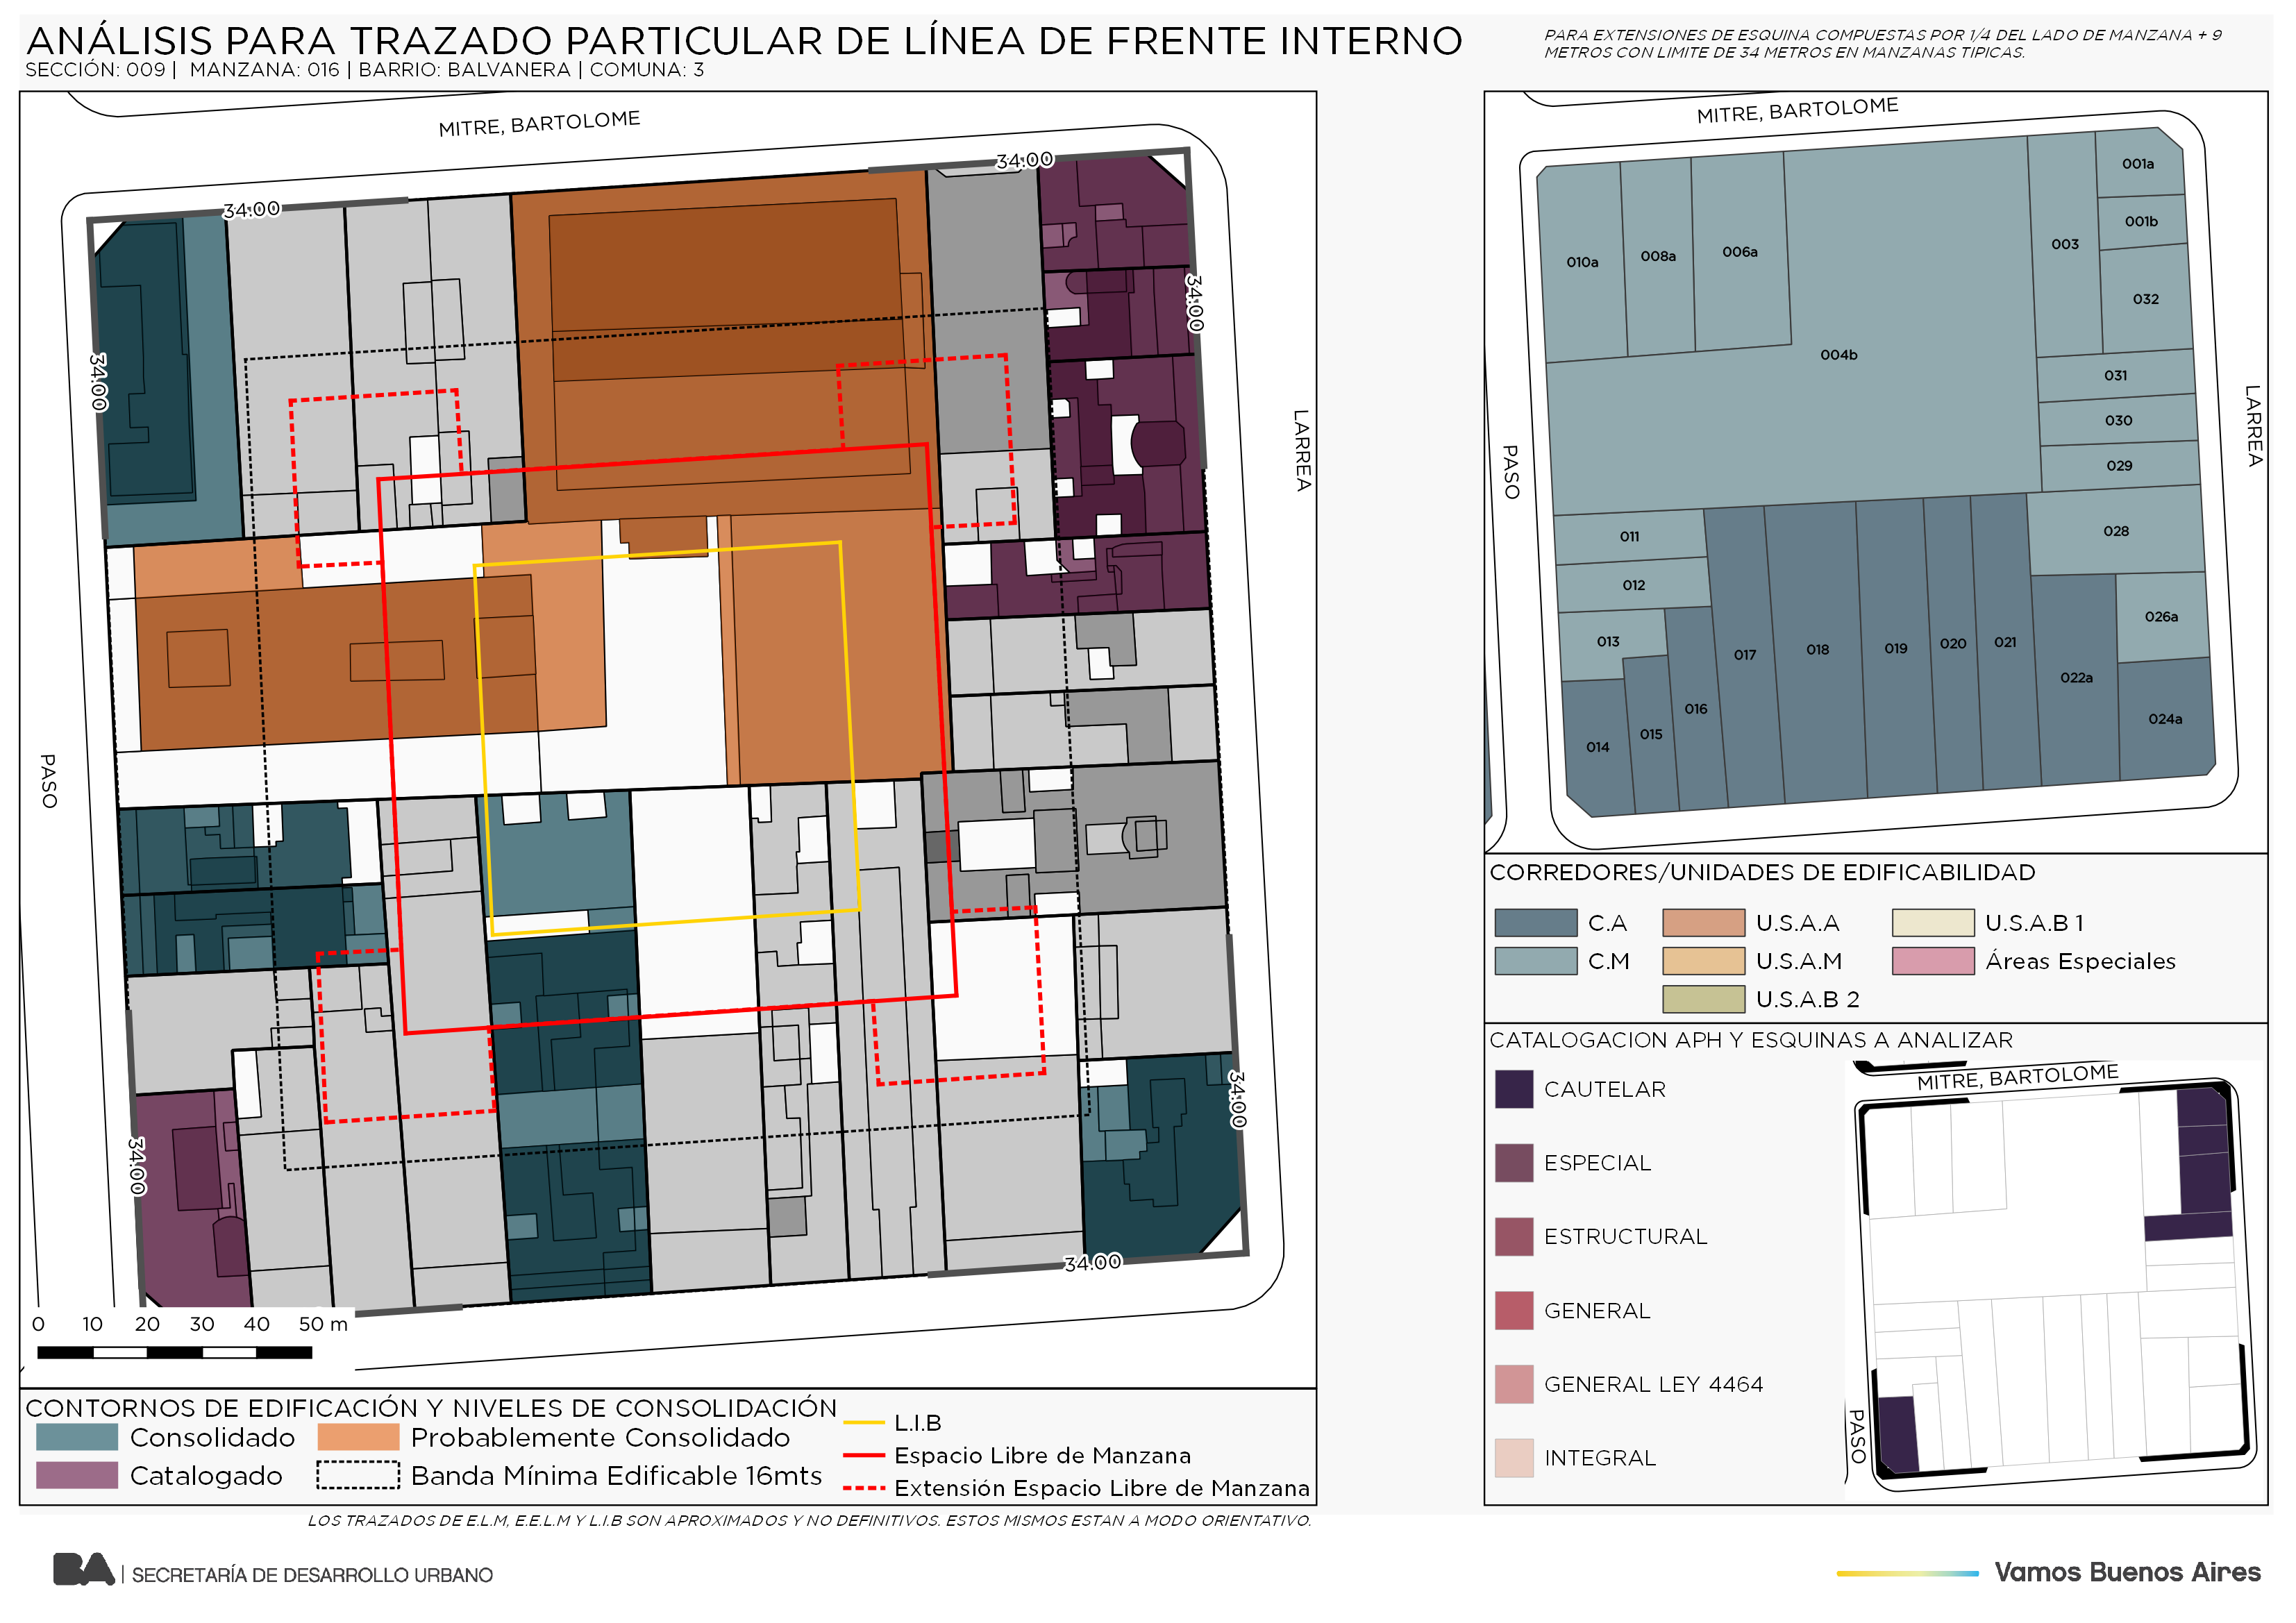 ANÁLISIS PARA TRAZADO PARTICULAR DE LÍNEA DE FRENTE INTERNO
SECCIÓN: 009 | MANZANA: 016 | BARRIO: BALVANERA | COMUNA: 3
PARA EXTENSIONES DE ESQUINA COMPUESTAS POR 1/4 DEL LADO DE MANZANA + 9
METROS CON LIMITE DE 34 METROS EN MANZANAS TIPICAS.
MITRE, BARTOLOME
34.00
34.00
34.00
34.00
LARREA
PASO
34.00
34.00
34.00
0 10 20 30 40 50 m
CONTORNOS DE EDIFICACIÓN Y NIVELES DE CONSOLIDACIÓN
Consolidado
Probablemente Consolidado
Catalogado
Banda Mínima Edificable 16mts
L.I.B
Espacio Libre de Manzana
Extensión Espacio Libre de Manzana
LOS TRAZADOS DE E.L.M, E.E.L.M Y L.I.B SON APROXIMADOS Y NO DEFINITIVOS. ESTOS MISMOS ESTAN A MODO ORIENTATIVO.
MITRE, BARTOLOME
001a
001b
003
006a
008a
010a
032
004b
031
030
029
LARREA
PASO
011
028
012
026a
013
017
018
019
020
021
022a
016
015
014
024a
CORREDORES/UNIDADES DE EDIFICABILIDAD
C.A
U.S.A.A
U.S.A.B 1
C.M
U.S.A.M
Áreas Especiales
U.S.A.B 2
CATALOGACION APH Y ESQUINAS A ANALIZAR
CAUTELAR
ESPECIAL
ESTRUCTURAL
GENERAL
GENERAL LEY 4464
INTEGRAL
MITRE, BARTOLOME
PASO
BA | SECRETARÍA DE DESARROLLO URBANO
Vamos Buenos Aires